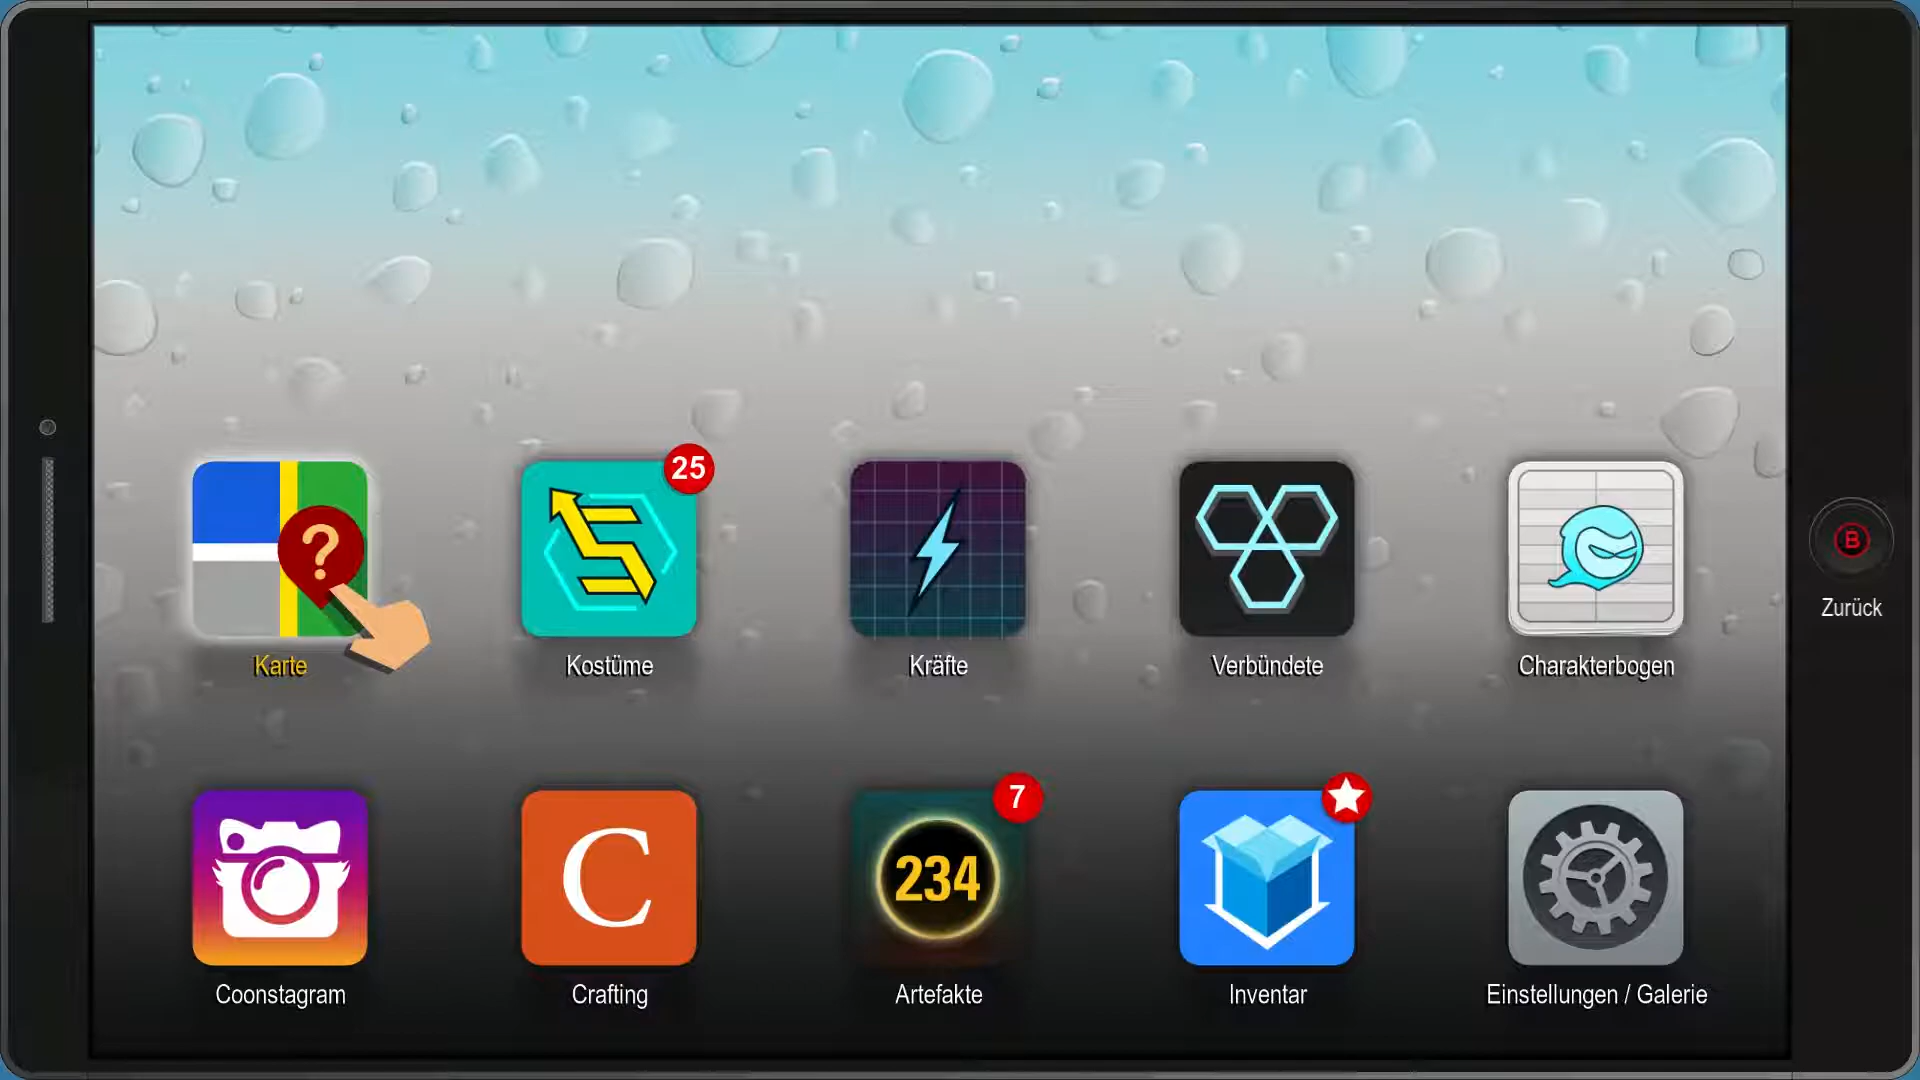 25
?
Karte
Kostüme
Kräfte
Verbündete
Charakterbogen
B
Zurück
7
C
234
Coonstagram
Crafting
Artefakte
Inventar
Einstellungen / Galerie